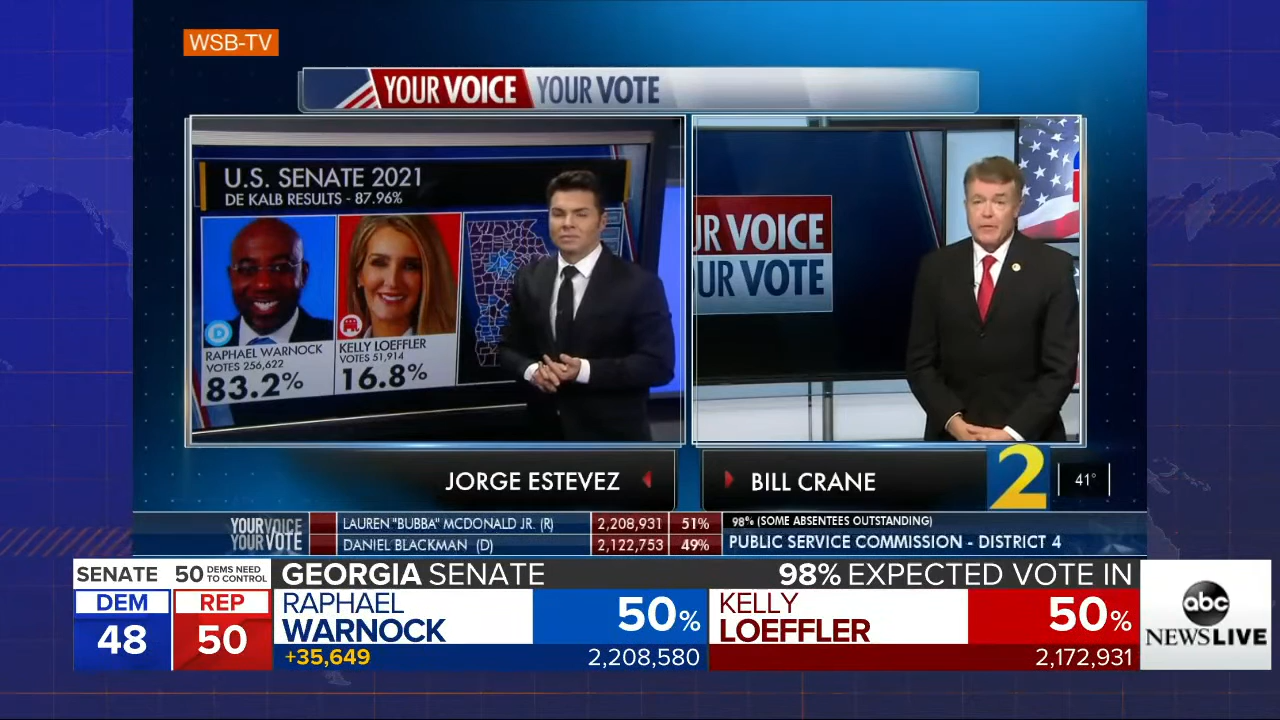 WSB-TV
YOUR VOICE YOUR VOTE
U.S. SENATE 2021
DE KALB RESULTS - 87.96%
RAPHAEL WARNOCK
VOTES 256,622
83.2%
KELLY LOEFFLER
VOTES 51,914
16.8%
UR VOICE
UR VOTE
JORGE ESTEVEZ
BILL CRANE
2
41°
YOUR VOICE
YOUR VOTE
LAUREN "BUBBA" MCDONALD JR. (R) 2,208,931 51%
DANIEL BLACKMAN (D) 2,122,753 49%
98% (SOME ABSENTEES OUTSTANDING)
PUBLIC SERVICE COMMISSION - DISTRICT 4
SENATE 50 DEMS NEED
TO CONTROL
DEM REP
48 50
GEORGIA SENATE 98% EXPECTED VOTE IN
RAPHAEL
WARNOCK 50%
+35,649 2,208,580
KELLY
LOEFFLER 50%
2,172,931
abc
NEWS LIVE